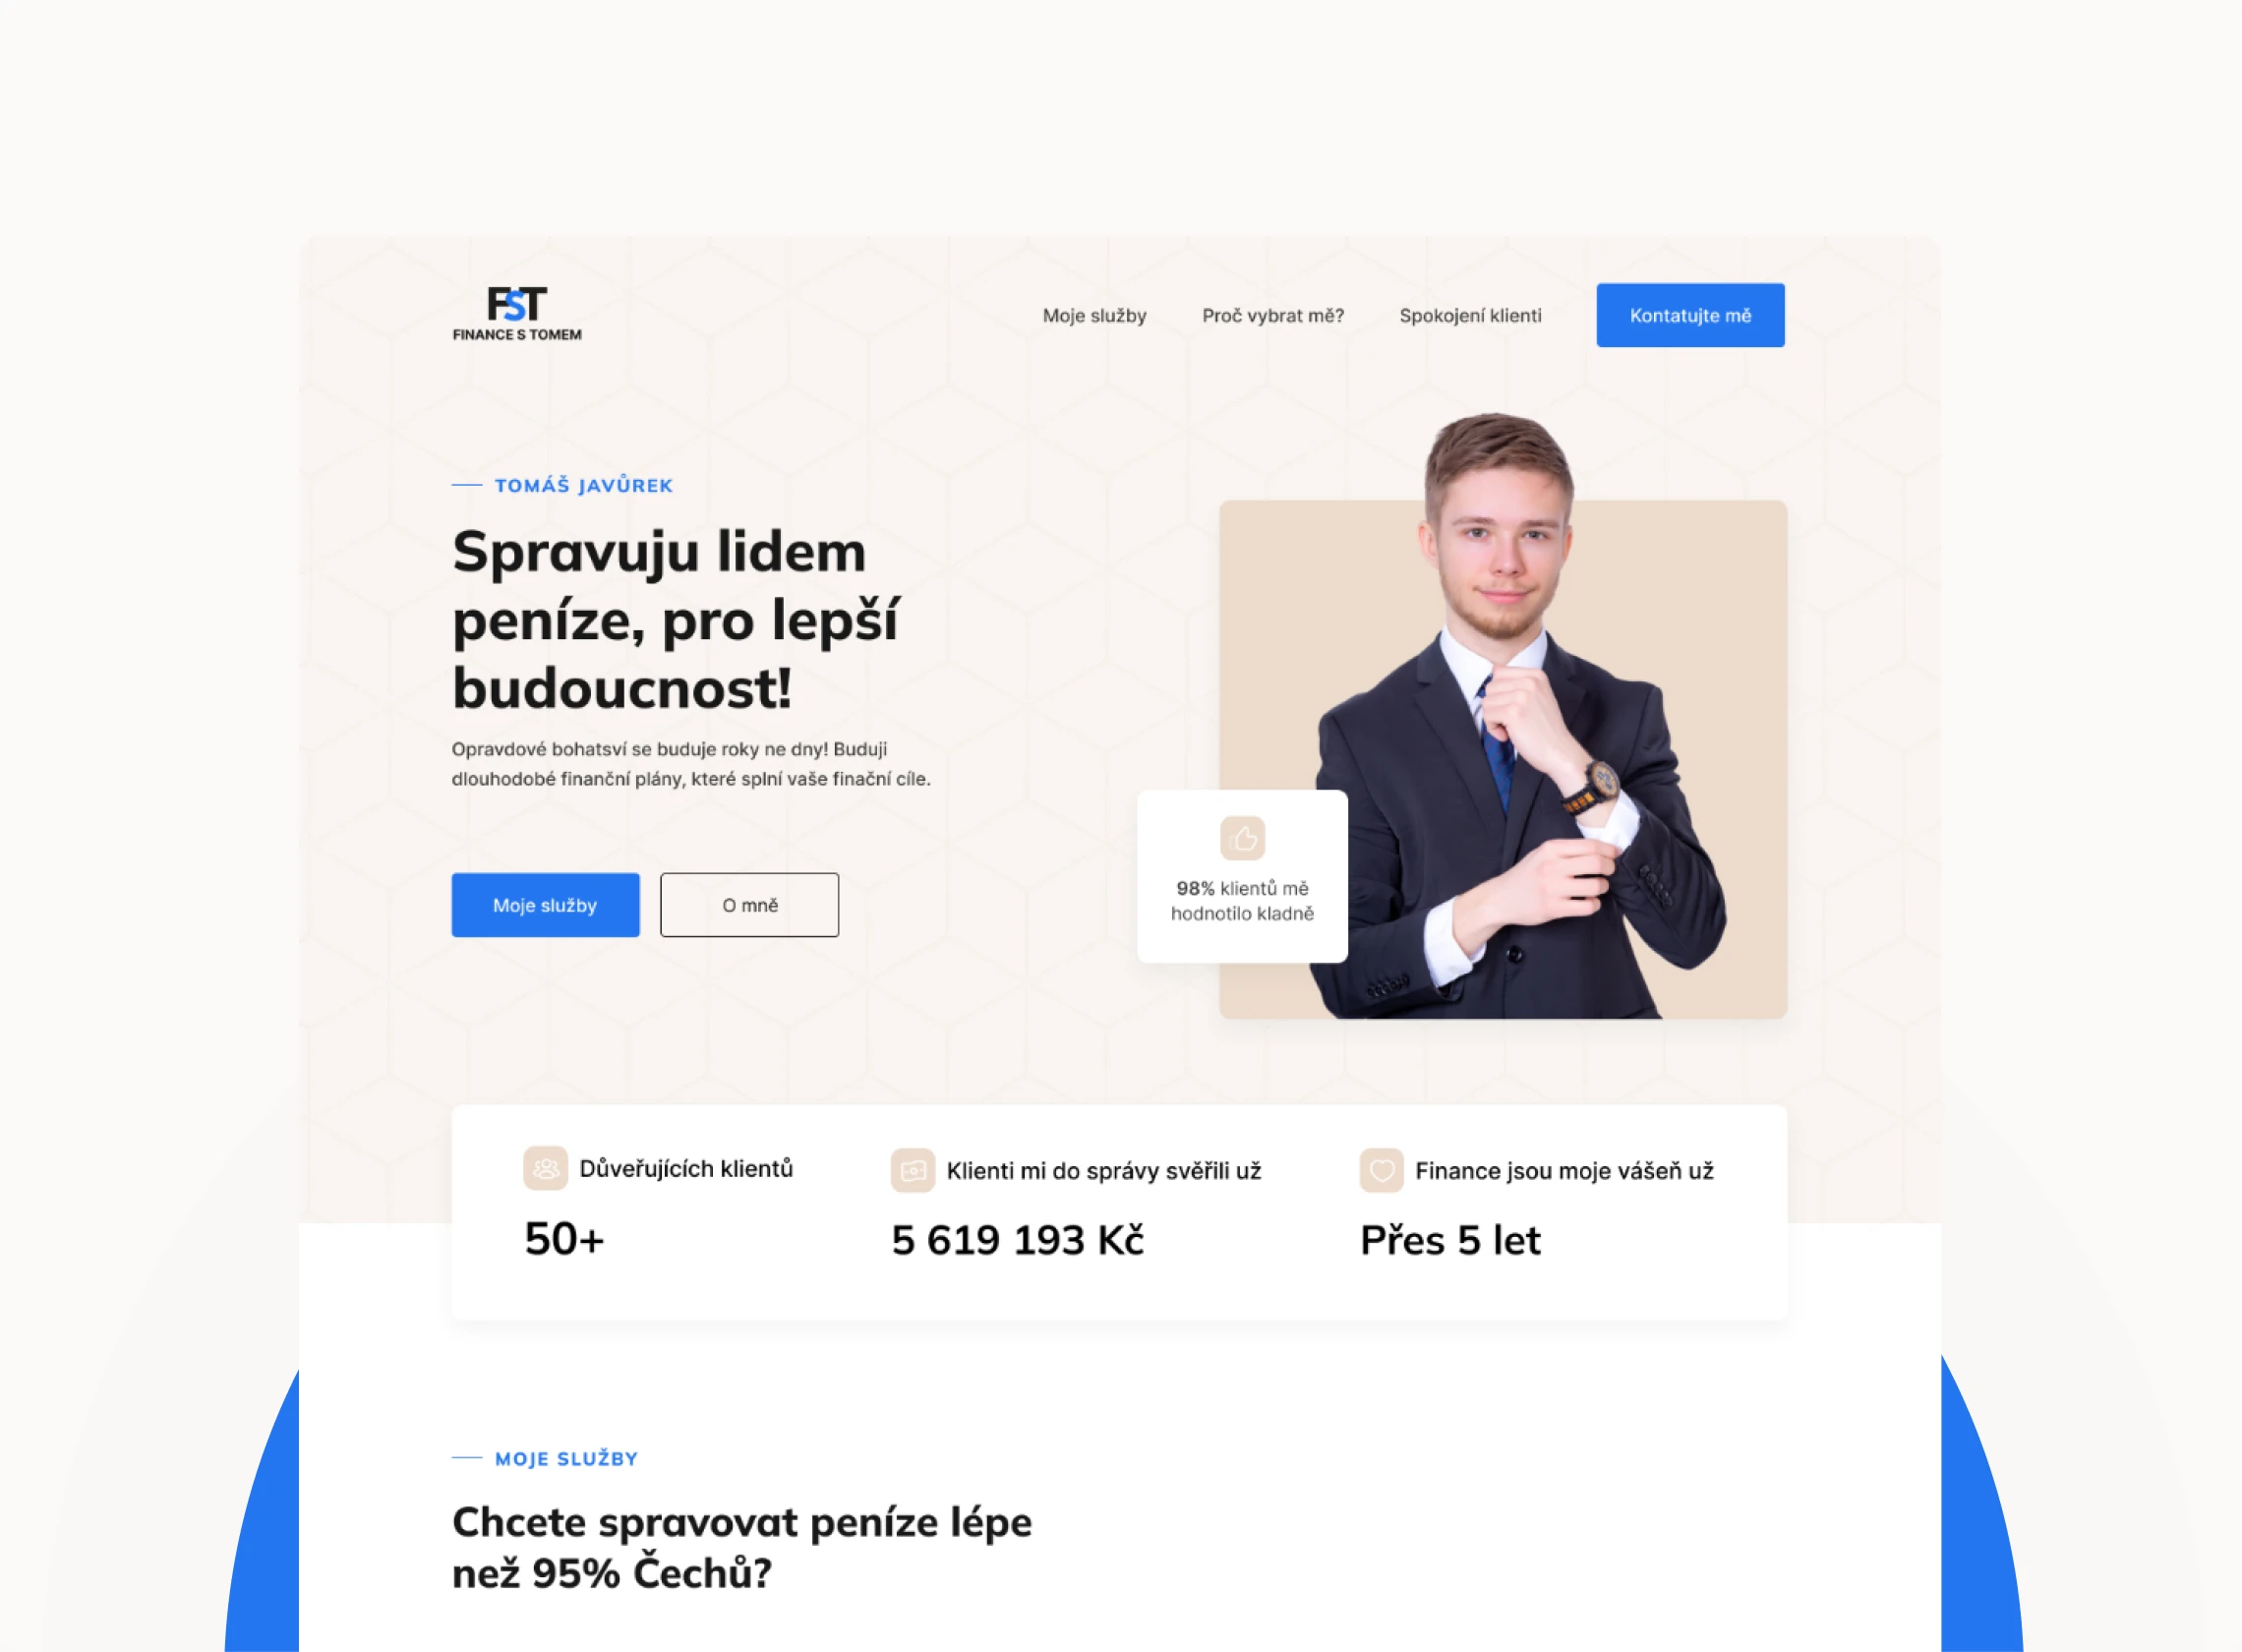 FST
FINANCE S TOMEM
Moje služby
Proč vybrat mě?
Spokojení klienti
Kontatujte mě
TOMÁŠ JAVŮREK
Spravuju lidem
peníze, pro lepší
budoucnost!
Opravdové bohatsví se buduje roky ne dny! Buduji
dlouhodobé finanční plány, které splní vaše finační cíle.
Moje služby
O mně
98% klientů mě
hodnotilo kladně
Důveřujících klientů
50+
Klienti mi do správy svěřili už
5 619 193 Kč
Finance jsou moje vášeň už
Přes 5 let
MOJE SLUŽBY
Chcete spravovat peníze lépe
než 95% Čechů?